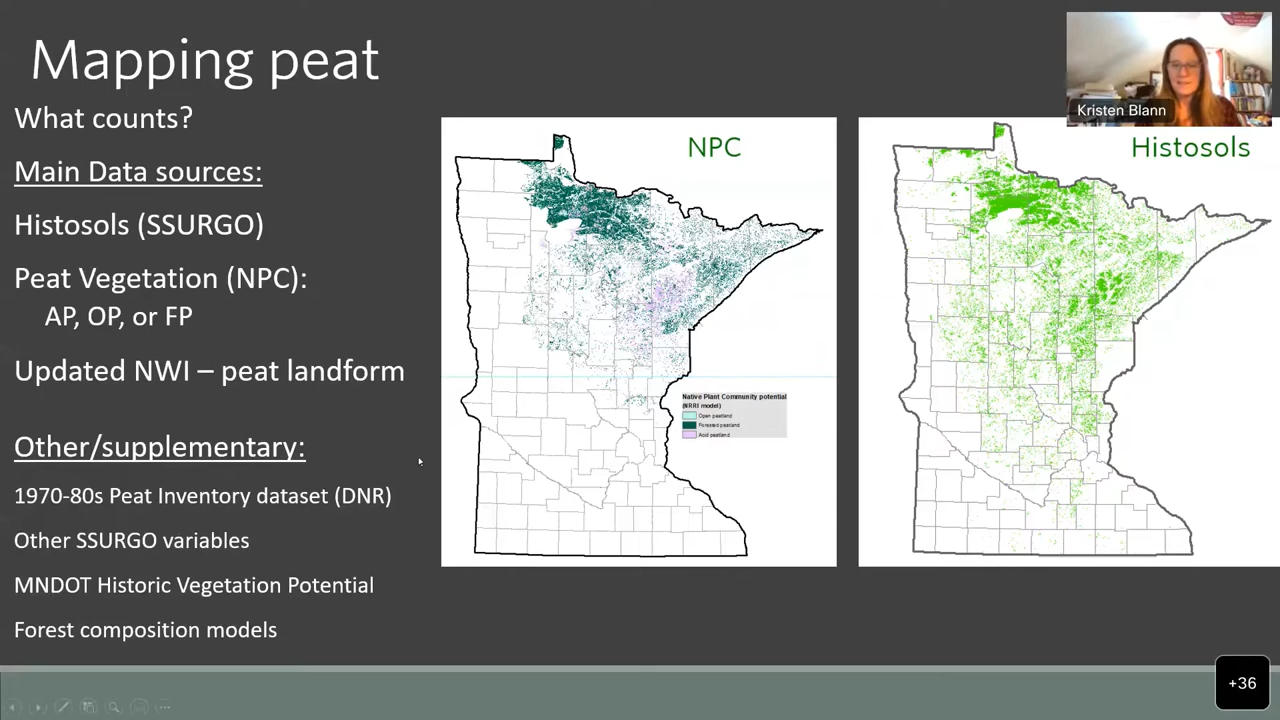 Mapping peat
What counts?
Main Data sources:
Histosols (SSURGO)
Peat Vegetation (NPC):
AP, OP, or FP
Updated NWI – peat landform
Other/supplementary:
1970-80s Peat Inventory dataset (DNR)
Other SSURGO variables
MNDOT Historic Vegetation Potential
Forest composition models
NPC
Native Plant Community potential
(NRRI model)
Open peatland
Forested peatland
Acid peatland
Histosols
Kristen Blann
+36